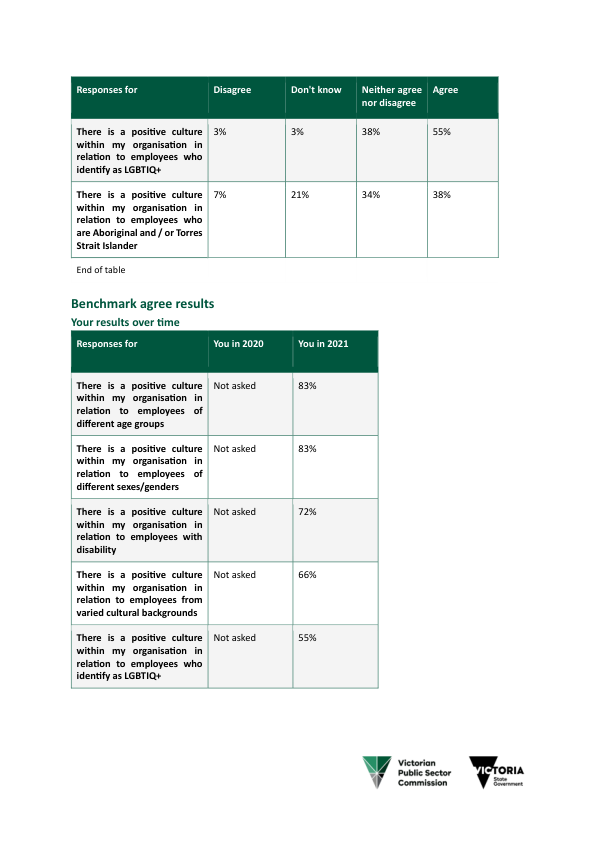 Responses for Disagree Don't know Neither agree Agree
nor disagree
There is a positive culture 3% 3% 38% 55%
within my organisation in
relation to employees who
identify as LGBTIQ+
There is a positive culture 7% 21% 34% 38%
within my organisation in
relation to employees who
are Aboriginal and / or Torres
Strait Islander
End of table
Benchmark agree results
Your results over time
Responses for You in 2020 You in 2021
There is a positive culture Not asked 83%
within my organisation in
relation to employees of
different age groups
There is a positive culture Not asked 83%
within my organisation in
relation to employees of
different sexes/genders
There is a positive culture Not asked 72%
within my organisation in
relation to employees with
disability
There is a positive culture Not asked 66%
within my organisation in
relation to employees from
varied cultural backgrounds
There is a positive culture Not asked 55%
within my organisation in
relation to employees who
identify as LGBTIQ+
Victorian
Public Sector
Commission
VICTORIA
State
Government